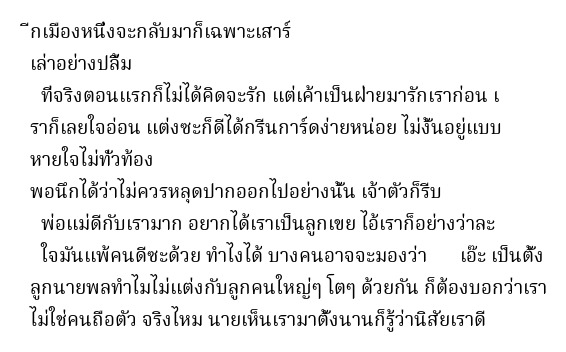 ีกเมืองหนึ่งจะกลับมาก็เฉพาะเสาร์
เล่าอย่างปลื้ม
ที่จริงตอนแรกก็ไม่ได้คิดจะรัก แต่เค้าเป็นฝ่ายมารักเราก่อน เ
ราก็เลยใจอ่อน แต่งซะก็ดีได้กรีนการ์ดง่ายหน่อย ไม่งั้นอยู่แบบ
หายใจไม่ทั่วท้อง
พอนึกได้ว่าไม่ควรหลุดปากออกไปอย่างนั้น เจ้าตัวก็รีบ
พ่อแม่ดีกับเรามาก อยากได้เราเป็นลูกเขย ไอ้เราก็อย่างว่าละ
ใจมันแพ้คนดีซะด้วย ทำไงได้ บางคนอาจจะมองว่า เอ๊ะ เป็นตั้ง
ลูกนายพลทำไมไม่แต่งกับลูกคนใหญ่ๆ โตๆ ด้วยกัน ก็ต้องบอกว่าเรา
ไม่ใช่คนถือตัว จริงไหม นายเห็นเรามาตั้งนานก็รู้ว่านิสัยเราดี